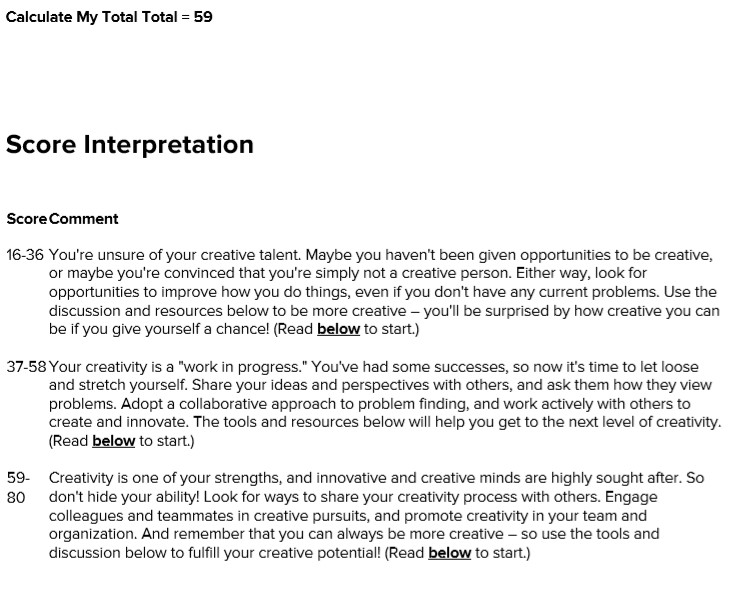 Calculate My Total Total = 59
Score Interpretation
Score Comment
16-36 You're unsure of your creative talent. Maybe you haven't been given opportunities to be creative,
or maybe you're convinced that you're simply not a creative person. Either way, look for
opportunities to improve how you do things, even if you don't have any current problems. Use the
discussion and resources below to be more creative – you'll be surprised by how creative you can
be if you give yourself a chance! (Read below to start.)
37-58 Your creativity is a "work in progress." You've had some successes, so now it's time to let loose
and stretch yourself. Share your ideas and perspectives with others, and ask them how they view
problems. Adopt a collaborative approach to problem finding, and work actively with others to
create and innovate. The tools and resources below will help you get to the next level of creativity.
(Read below to start.)
59- Creativity is one of your strengths, and innovative and creative minds are highly sought after. So
80 don't hide your ability! Look for ways to share your creativity process with others. Engage
colleagues and teammates in creative pursuits, and promote creativity in your team and
organization. And remember that you can always be more creative – so use the tools and
discussion below to fulfill your creative potential! (Read below to start.)